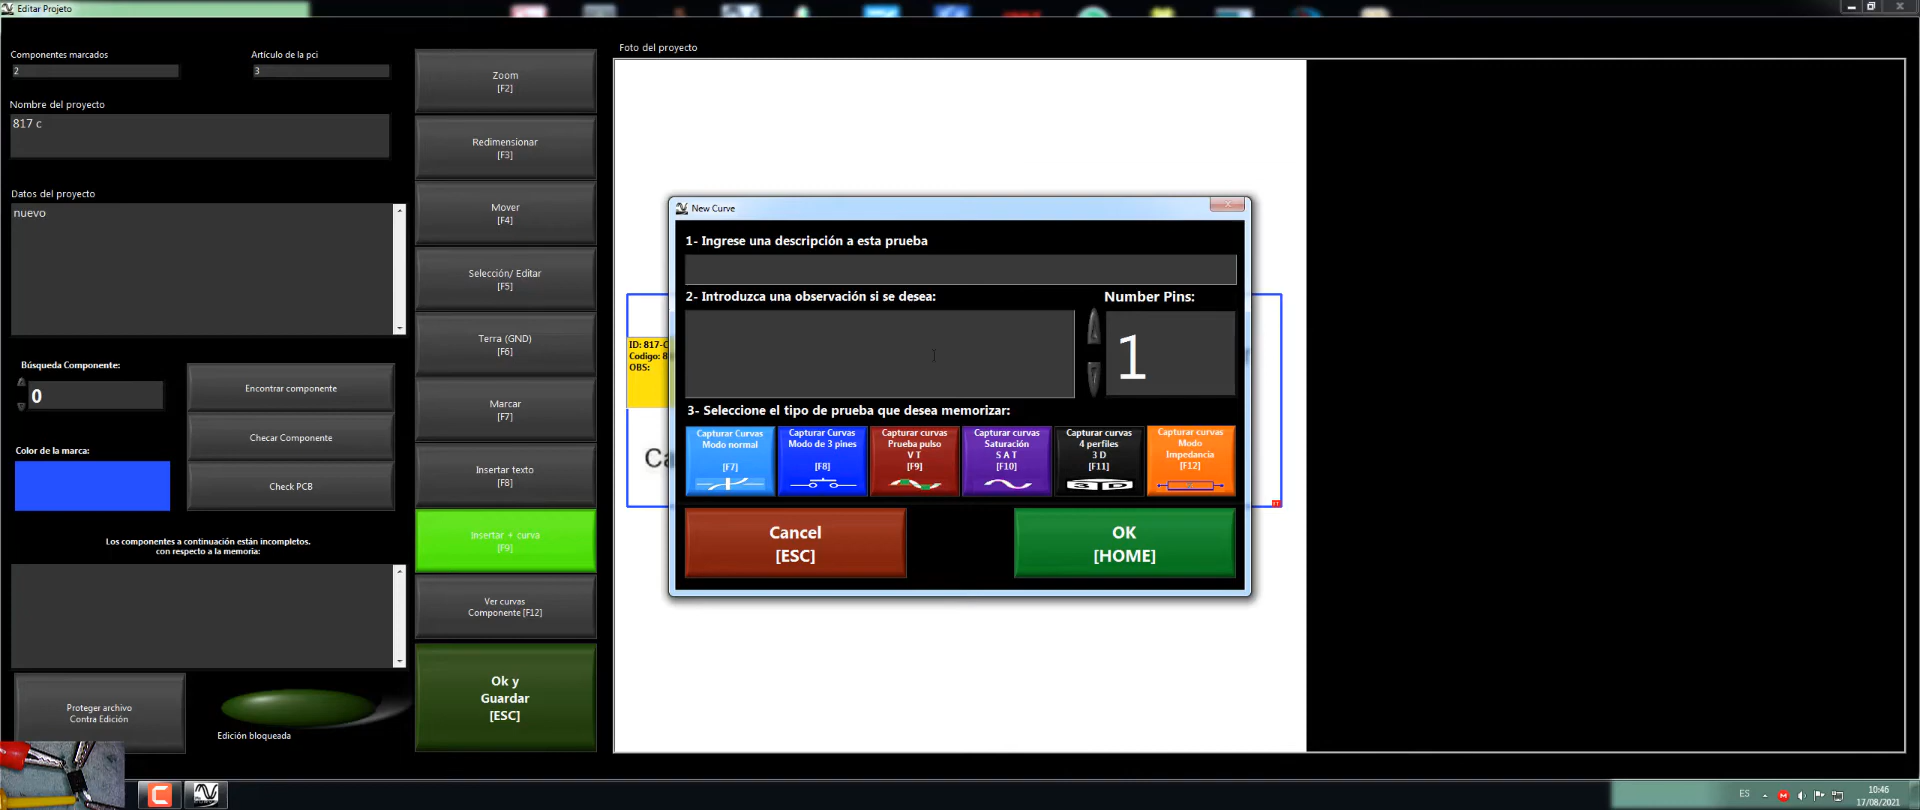 Editar Projeto
Componentes marcados
2
Artículo de la pci
3
Nombre del proyecto
817 c
Datos del proyecto
nuevo
Búsqueda Componente:
0
Encontrar componente
Checar Componente
Color de la marca:
Check PCB
Los componentes a continuación están incompletos.
con respecto a la memoria:
Proteger archivo
Contra Edición
Edición bloqueada
Zoom
[F2]
Redimensionar
[F3]
Mover
[F4]
Selección/ Editar
[F5]
Terra (GND)
[F6]
Marcar
[F7]
Insertar texto
[F8]
Insertar + curva
[F9]
Ver curvas
Componente [F12]
Ok y
Guardar
[ESC]
Foto del proyecto
ID: 817-C
Codigo: 8
OBS:
New Curve
1- Ingrese una descripción a esta prueba
2- Introduzca una observación si se desea:
Number Pins:
1
3- Seleccione el tipo de prueba que desea memorizar:
Capturar Curvas
Modo normal
[F7]
Capturar Curvas
Modo de 3 pines
[F8]
Capturar curvas
Prueba pulso
V T
[F9]
Capturar curvas
Saturación
S A T
[F10]
Capturar curvas
4 perfiles
3 D
[F11]
3D
Capturar curvas
Modo
Impedancia
[F12]
Cancel
[ESC]
OK
[HOME]
ES
10:46
17/08/2021